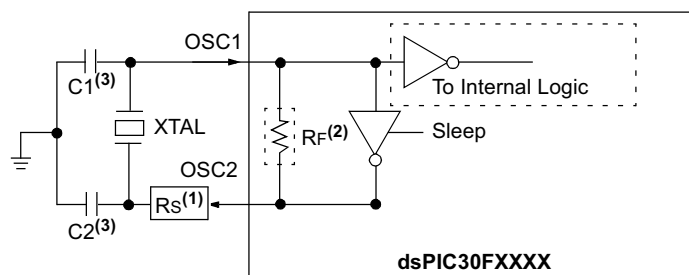 OSC1
C1(3)
To Internal Logic
XTAL
RF(2)
Sleep
OSC2
RS(1)
C2(3)
dsPIC30FXXXX